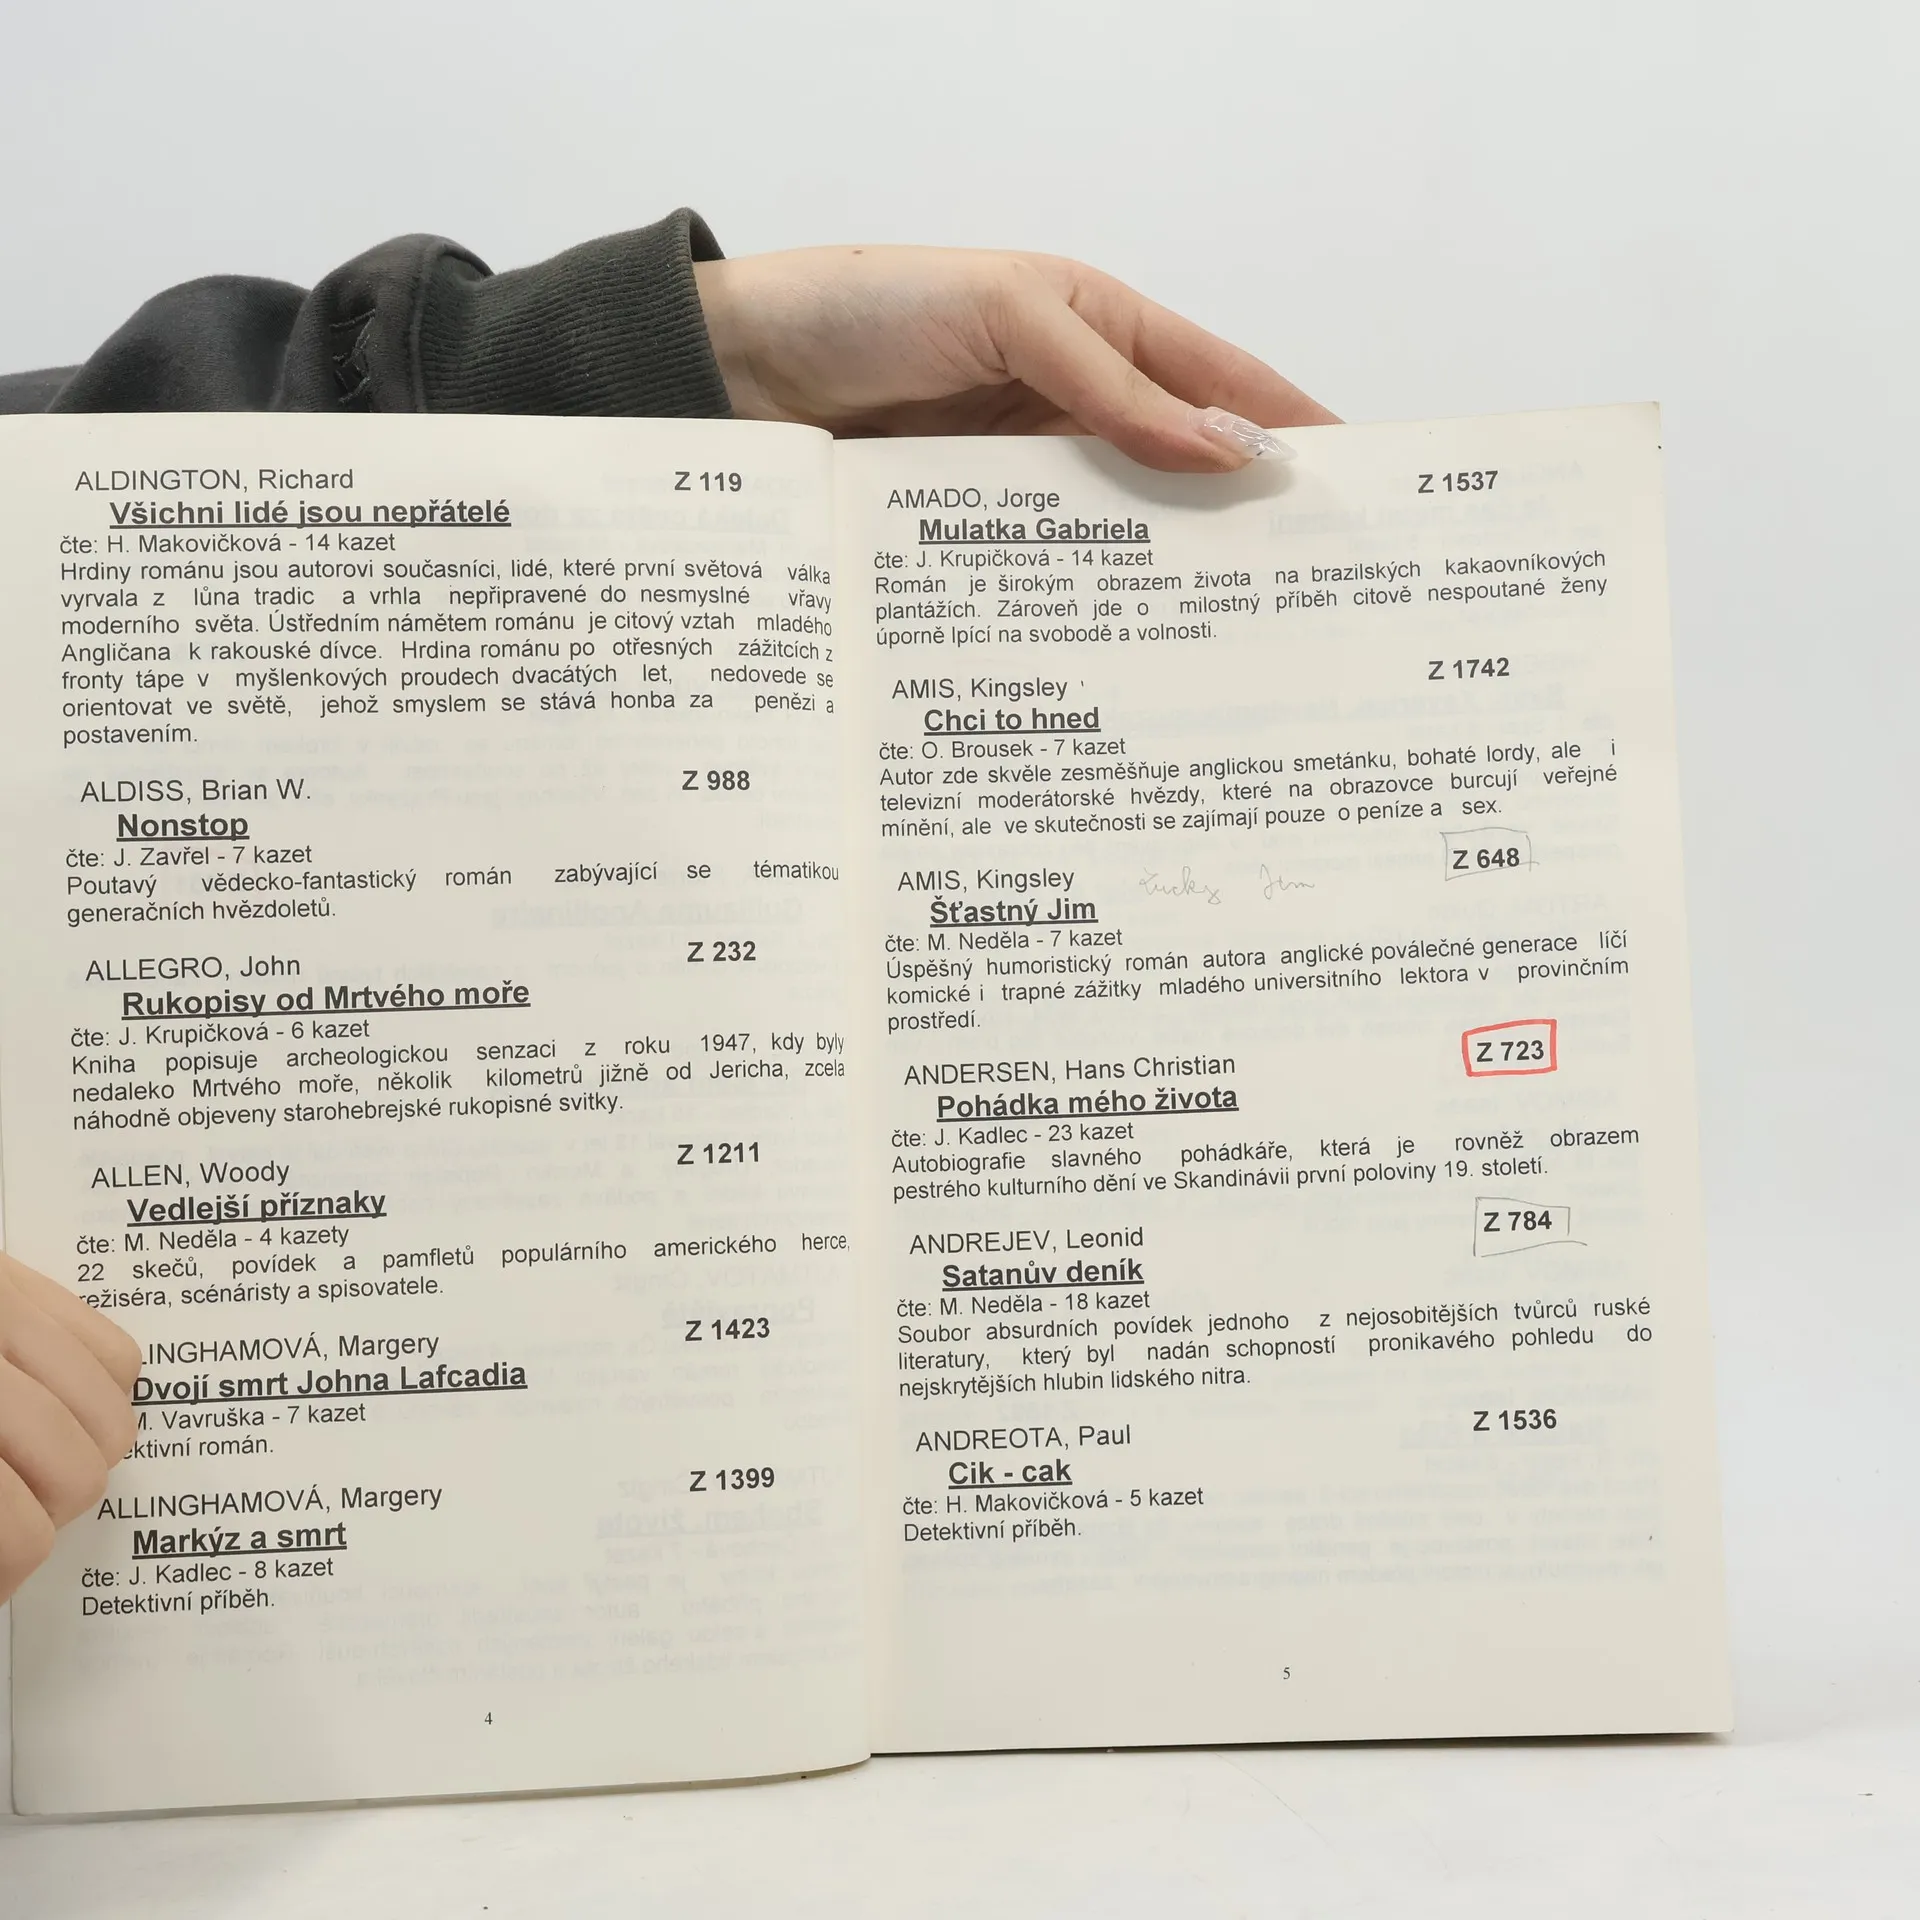 ALDINGTON, Richard Z 119
Všichni lidé jsou nepřátelé
čte: H. Makovičková - 14 kazet
Hrdiny románu jsou autorovi současníci, lidé, které první světová válka
vyrvala z lůna tradic a vrhla nepřipravené do nesmyslné vřavy
moderního světa. Ústředním námětem románu je citový vztah mladého
Angličana k rakouské dívce. Hrdina románu po otřesných zážitcích z
fronty tápe v myšlenkových proudech dvacátých let, nedovede se
orientovat ve světě, jehož smyslem se stává honba za penězi a
postavením.
ALDISS, Brian W. Z 988
Nonstop
čte: J. Zavřel - 7 kazet
Poutavý vědecko-fantastický román zabývající se tématikou
generačních hvězdoletů.
ALLEGRO, John Z 232
Rukopisy od Mrtvého moře
čte: J. Krupičková - 6 kazet
Kniha popisuje archeologickou senzaci z roku 1947, kdy byly
nedaleko Mrtvého moře, několik kilometrů jižně od Jericha, zcela
náhodně objeveny starohebrejské rukopisné svitky.
ALLEN, Woody Z 1211
Vedlejší příznaky
čte: M. Neděla - 4 kazety
22 skečů, povídek a pamfletů populárního amerického herce,
režiséra, scénáristy a spisovatele.
LINGHAMOVÁ, Margery Z 1423
Dvojí smrt Johna Lafcadia
M. Vavruška - 7 kazet
ektivní román.
ALLINGHAMOVÁ, Margery Z 1399
Markýz a smrt
čte: J. Kadlec - 8 kazet
Detektivní příběh.
4
AMADO, Jorge Z 1537
Mulatka Gabriela
čte: J. Krupičková - 14 kazet
Román je širokým obrazem života na brazilských kakaovníkových
plantážích. Zároveň jde o milostný příběh citově nespoutané ženy
úporně lpící na svobodě a volnosti.
AMIS, Kingsley Z 1742
Chci to hned
čte: O. Brousek - 7 kazet
Autor zde skvěle zesměšňuje anglickou smetánku, bohaté lordy, ale i
televizní moderátorské hvězdy, které na obrazovce burcují veřejné
mínění, ale ve skutečnosti se zajímají pouze o peníze a sex.
AMIS, Kingsley Lucky Jim Z 648
Šťastný Jim
čte: M. Neděla - 7 kazet
Úspěšný humoristický román autora anglické poválečné generace líčí
komické i trapné zážitky mladého universitního lektora v provinčním
prostředí.
ANDERSEN, Hans Christian Z 723
Pohádka mého života
čte: J. Kadlec - 23 kazet
Autobiografie slavného pohádkáře, která je rovněž obrazem
pestrého kulturního dění ve Skandinávii první poloviny 19. století.
ANDREJEV, Leonid Z 784
Satanův deník
čte: M. Neděla - 18 kazet
Soubor absurdních povídek jednoho z nejosobitějších tvůrců ruské
literatury, který byl nadán schopností pronikavého pohledu do
nejskrytějších hlubin lidského nitra.
ANDREOTA, Paul Z 1536
Cik - cak
čte: H. Makovičková - 5 kazet
Detektivní příběh.
5